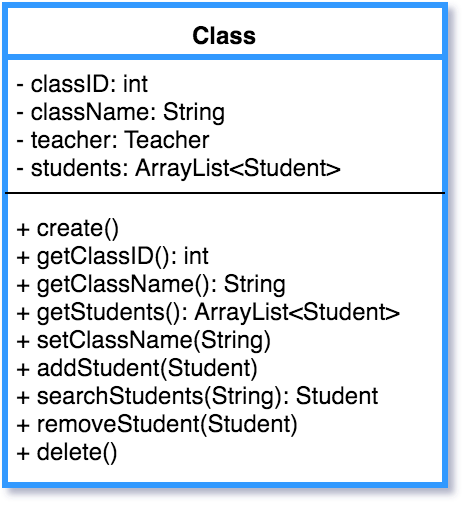 Class
- classID: int
- className: String
- teacher: Teacher
- students: ArrayList<Student>
+ create()
+ getClassID(): int
+ getClassName(): String
+ getStudents(): ArrayList<Student>
+ setClassName(String)
+ addStudent(Student)
+ searchStudents(String): Student
+ removeStudent(Student)
+ delete()